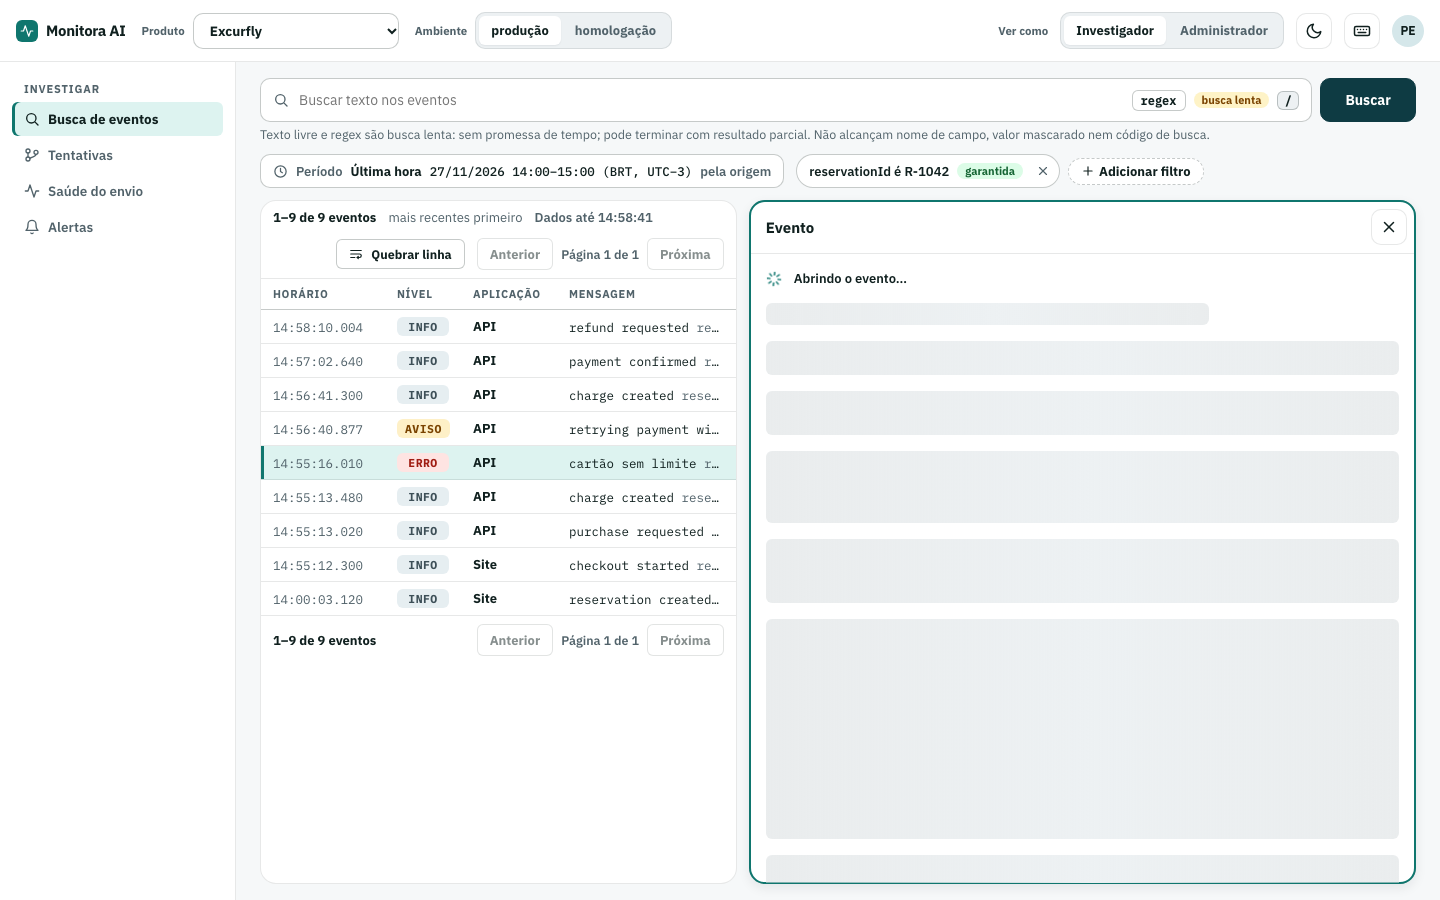 Monitora AI Produto Excurfly Ambiente produção homologação Ver como Investigador Administrador PE
INVESTIGAR
Busca de eventos
Tentativas
Saúde do envio
Alertas
Buscar texto nos eventos regex busca lenta / Buscar
Texto livre e regex são busca lenta: sem promessa de tempo; pode terminar com resultado parcial. Não alcançam nome de campo, valor mascarado nem código de busca.
Período Última hora 27/11/2026 14:00–15:00 (BRT, UTC−3) pela origem reservationId é R-1042 garantida Adicionar filtro
1–9 de 9 eventos mais recentes primeiro Dados até 14:58:41
Quebrar linha Anterior Página 1 de 1 Próxima
HORÁRIO NÍVEL APLICAÇÃO MENSAGEM
14:58:10.004 INFO API refund requested re…
14:57:02.640 INFO API payment confirmed r…
14:56:41.300 INFO API charge created rese…
14:56:40.877 AVISO API retrying payment wi…
14:55:16.010 ERRO API cartão sem limite r…
14:55:13.480 INFO API charge created rese…
14:55:13.020 INFO API purchase requested …
14:55:12.300 INFO Site checkout started re…
14:00:03.120 INFO Site reservation created…
1–9 de 9 eventos Anterior Página 1 de 1 Próxima
Evento
Abrindo o evento…